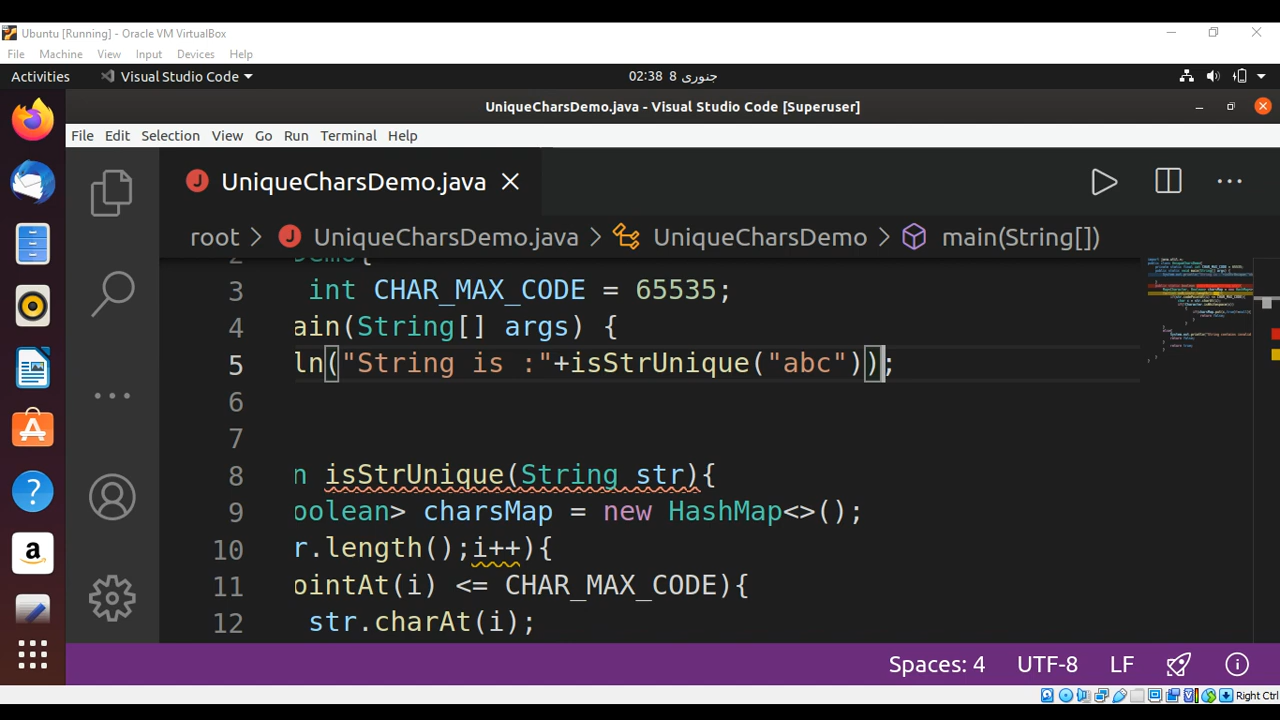 Ubuntu [Running] - Oracle VM VirtualBox
File Machine View Input Devices Help
Activities Visual Studio Code 02:38 8 جنوری
UniqueCharsDemo.java - Visual Studio Code [Superuser]
File Edit Selection View Go Run Terminal Help
UniqueCharsDemo.java
root > UniqueCharsDemo.java > UniqueCharsDemo > main(String[])
2 Demo{
3 int CHAR_MAX_CODE = 65535;
4 ain(String[] args) {
5 ln("String is :"+isStrUnique("abc"));
6
7
8 n isStrUnique(String str){
9 oolean> charsMap = new HashMap<>();
10 r.length();i++){
11 ointAt(i) <= CHAR_MAX_CODE){
12 str.charAt(i);
Spaces: 4 UTF-8 LF
Right Ctrl